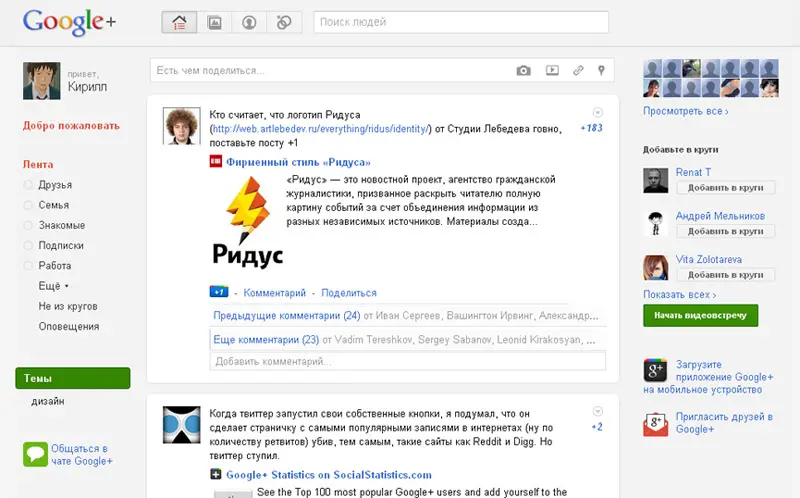 Google+
Поиск людей
привет,
Кирилл
Добро пожаловать
Лента
Друзья
Семья
Знакомые
Подписки
Работа
Ещё
Не из кругов
Оповещения
Темы
дизайн
Общаться в
чате Google+
Есть чем поделиться...
Кто считает, что логотип Ридуса
(http://web.artlebedev.ru/everything/ridus/identity/) от Студии Лебедева говно,
поставьте посту +1
+183
Фирменный стиль «Ридуса»
«Ридус» — это новостной проект, агентство гражданской
журналистики, призванное раскрыть читателю полную
картину событий за счет объединения информации из
разных независимых источников. Материалы созда...
Ридус
+1 - Комментарий - Поделиться
Предыдущие комментарии (24) от Иван Сергеев, Вашингтон Ирвинг, Александр...
Еще комментарии (23) от Vadim Tereshkov, Sergey Sabanov, Leonid Kirakosyan, ...
Добавить комментарий...
Когда твиттер запустил свои собственные кнопки, я подумал, что он
сделает страничку с самыми популярными записями в интернетах (ну по
количеству ретвитов) убив, тем самым, такие сайты как Reddit и Digg. Но
твиттер ступил.
+2
Google+ Statistics on SocialStatistics.com
See the Top 100 most popular Google+ users and add yourself to the
Просмотреть все ›
Добавьте в круги
Renat T
Добавить в круги
Андрей Мельников
Добавить в круги
Vita Zolotareva
Добавить в круги
Показать всех ›
Начать видеовстречу
g+
Загрузите
приложение Google+
на мобильное устройство
g+
Пригласить друзей в
Google+